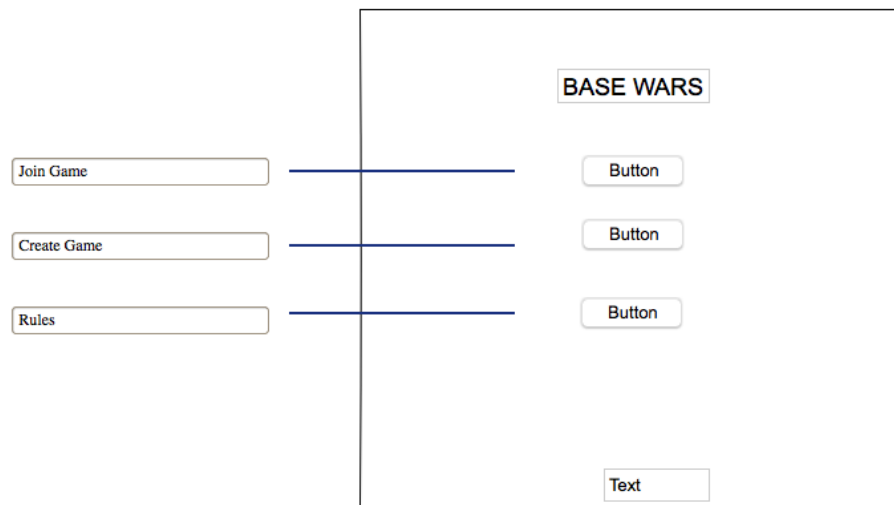 BASE WARS
Join Game
Button
Create Game
Button
Rules
Button
Text